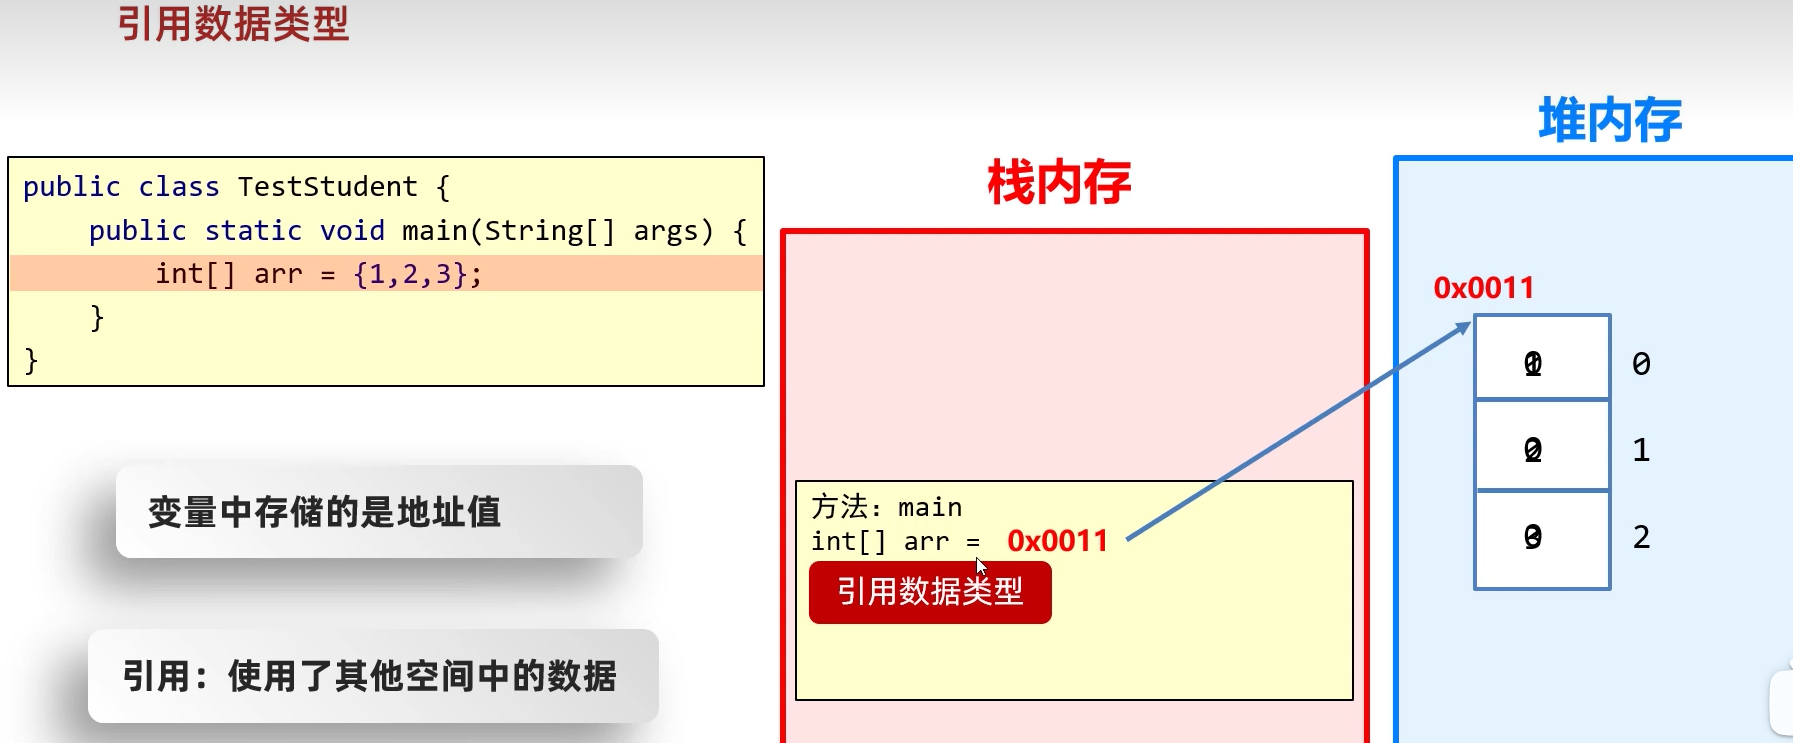 引用数据类型
public class TestStudent {
public static void main(String[] args) {
int[] arr = {1,2,3};
}
}
变量中存储的是地址值
引用：使用了其他空间中的数据
栈内存
方法：main
int[] arr = 0x0011
引用数据类型
堆内存
0x0011
0
1
2